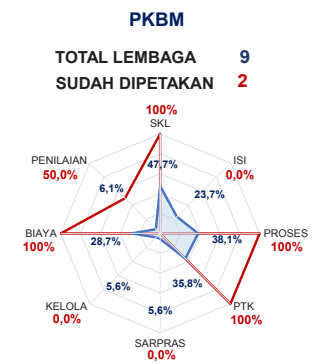 PKBM
TOTAL LEMBAGA 9
SUDAH DIPETAKAN 2
100%
SKL
47,7%
PENILAIAN
50,0%
6,1%
ISI
0,0%
23,7%
BIAYA
100%
28,7%
PROSES
100%
38,1%
KELOLA
0,0%
5,6%
PTK
100%
35,8%
5,6%
SARPRAS
0,0%